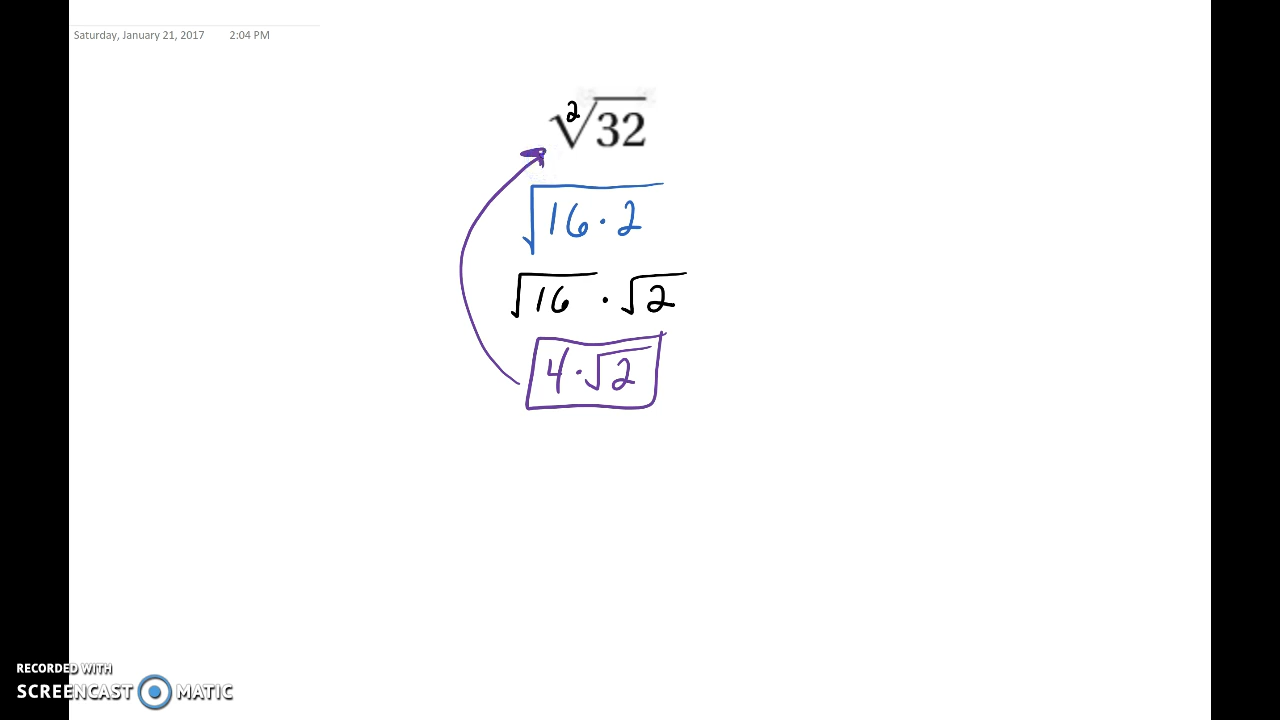 Saturday, January 21, 2017 2:04 PM
²√32
√16 · 2
√16 · √2
4 · √2
RECORDED WITH
SCREENCAST MATIC